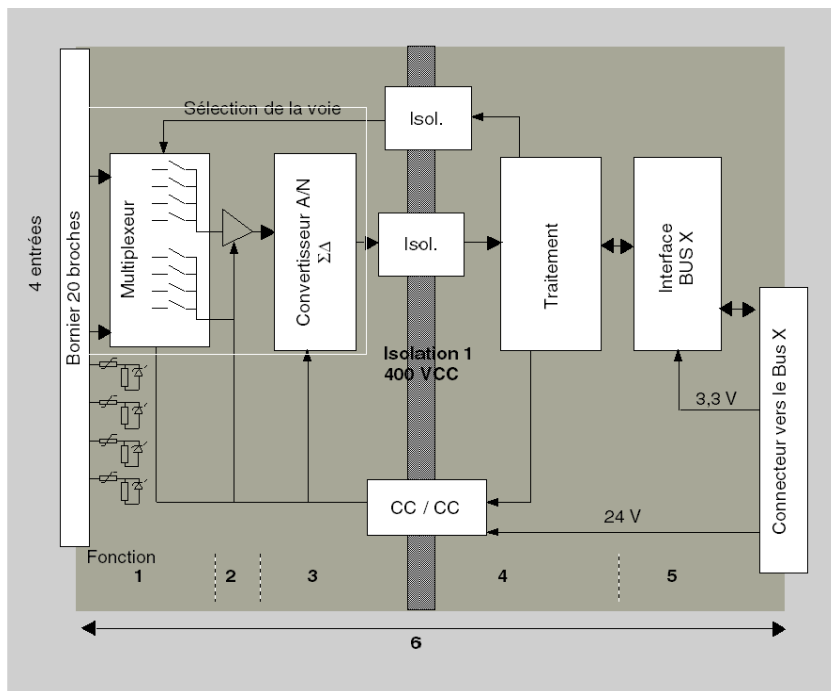 Sélection de la voie
Isol.
4 entrées
Bornier 20 broches
Multiplexeur
Convertisseur A/N
ΣΔ
Isol.
Traitement
Interface
BUS X
Isolation 1
400 VCC
3,3 V
Connecteur vers le Bus X
CC / CC
24 V
Fonction
1
2
3
4
5
6